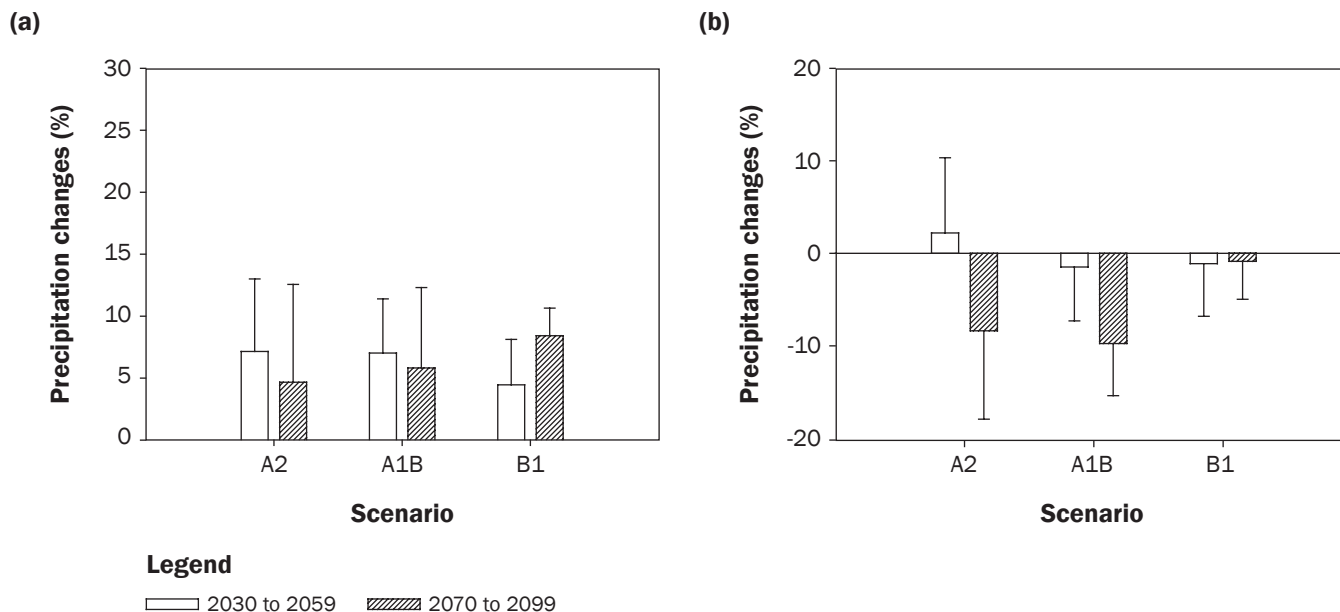 (a)
Precipitation changes (%)
30
25
20
15
10
5
0
A2 A1B B1
Scenario
(b)
Precipitation changes (%)
20
10
0
-10
-20
A2 A1B B1
Scenario
Legend
2030 to 2059 2070 to 2099